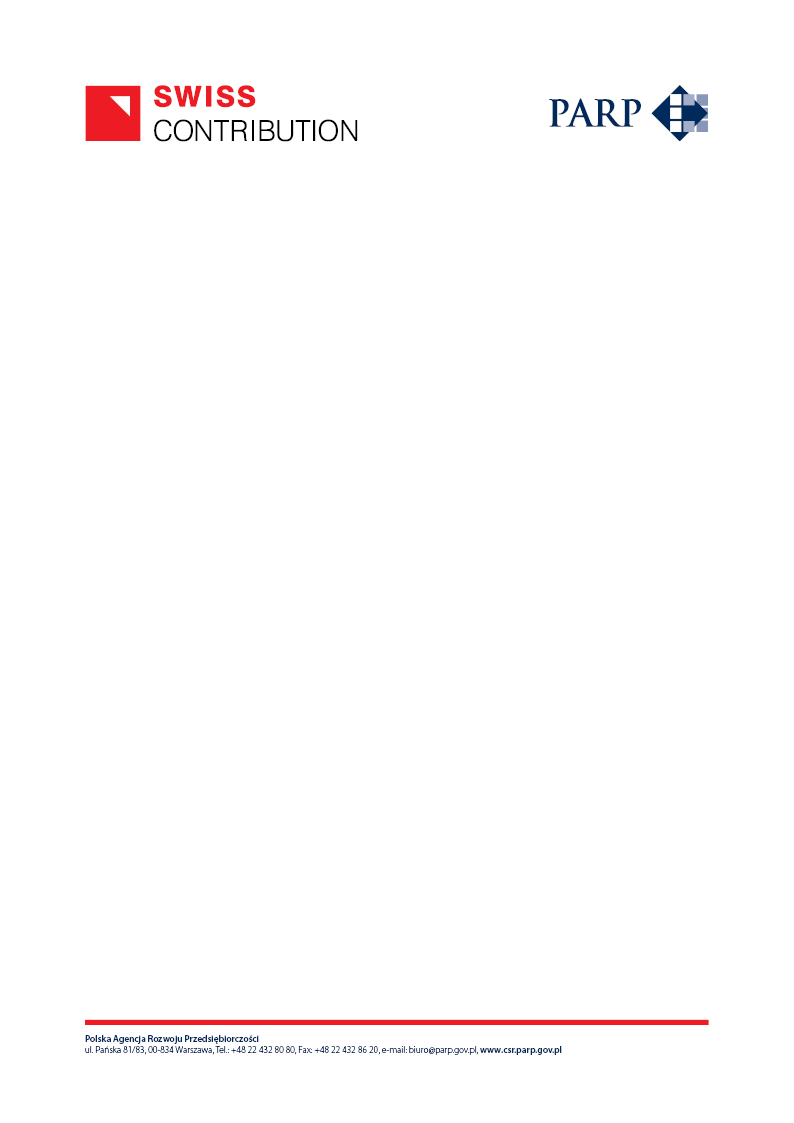 SWISS
CONTRIBUTION
PARP
Polska Agencja Rozwoju Przedsiębiorczości
ul. Pańska 81/83, 00-834 Warszawa, Tel.: +48 22 432 80 80, Fax: +48 22 432 86 20, e-mail: biuro@parp.gov.pl, www.csr.parp.gov.pl